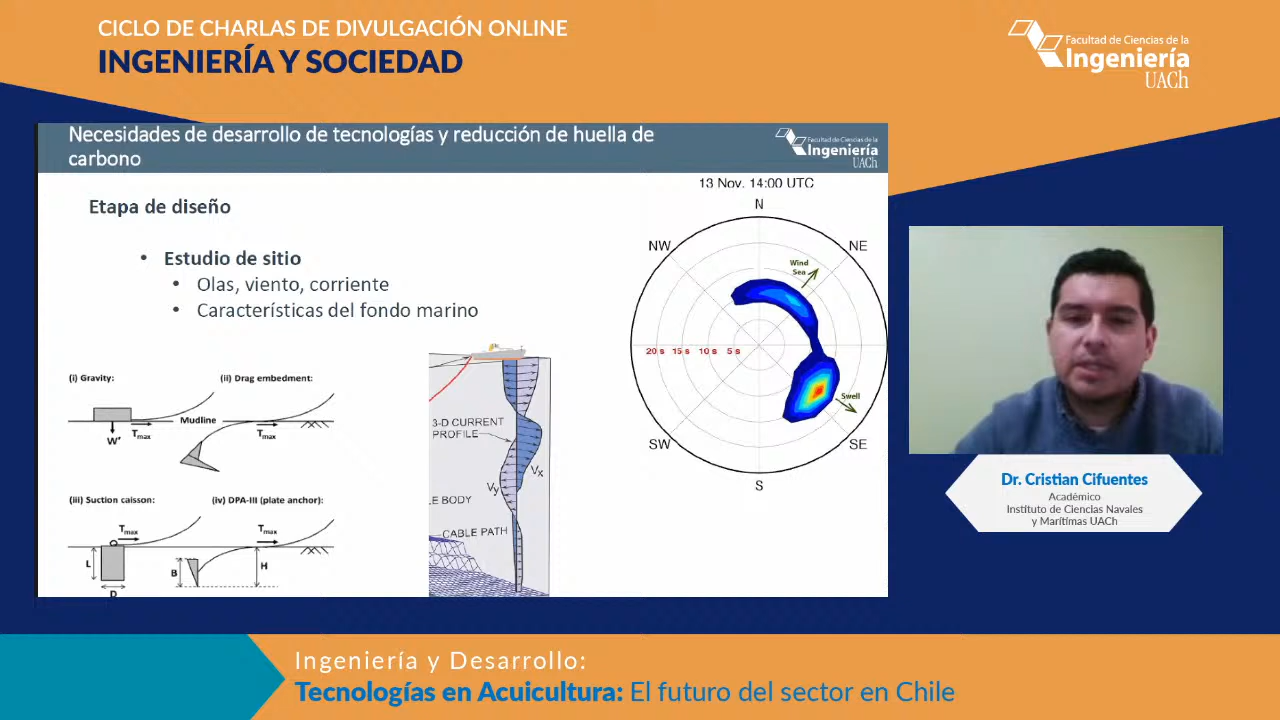 CICLO DE CHARLAS DE DIVULGACIÓN ONLINE
INGENIERÍA Y SOCIEDAD
Facultad de Ciencias de la
Ingeniería
UACh
Necesidades de desarrollo de tecnologías y reducción de huella de
carbono
Facultad de Ciencias de la
Ingeniería
UACh
Etapa de diseño
• Estudio de sitio
• Olas, viento, corriente
• Características del fondo marino
(i) Gravity:
(ii) Drag embedment:
Mudline
W'
Tmax
Tmax
(iii) Suction caisson:
(iv) DPA-III (plate anchor):
Tmax
Tmax
L
D
B
H
3-D CURRENT
PROFILE
Vx
Vy
LE BODY
CABLE PATH
13 Nov. 14:00 UTC
N
NW
NE
Wind
Sea
20 s 15 s 10 s 5 s
Swell
SW
SE
S
Dr. Cristian Cifuentes
Académico
Instituto de Ciencias Navales
y Marítimas UACh
Ingeniería y Desarrollo:
Tecnologías en Acuicultura: El futuro del sector en Chile